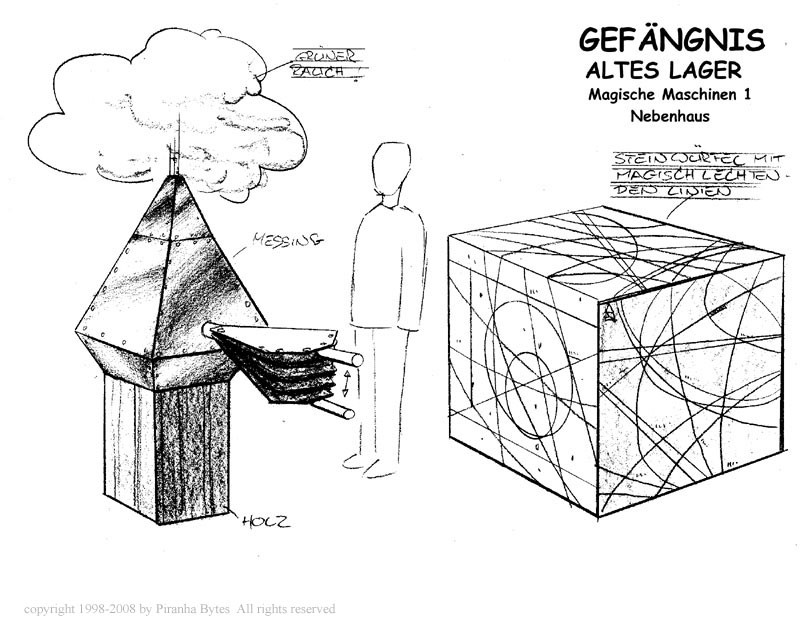 GEFÄNGNIS
ALTES LAGER
Magische Maschinen 1
Nebenhaus
GRÜNER
RAUCH!
MESSING
HOLZ
STEINWÜRFEL MIT
MAGISCH LECHTEN-
DEN LINIEN
copyright 1998-2008 by Piranha Bytes All rights reserved